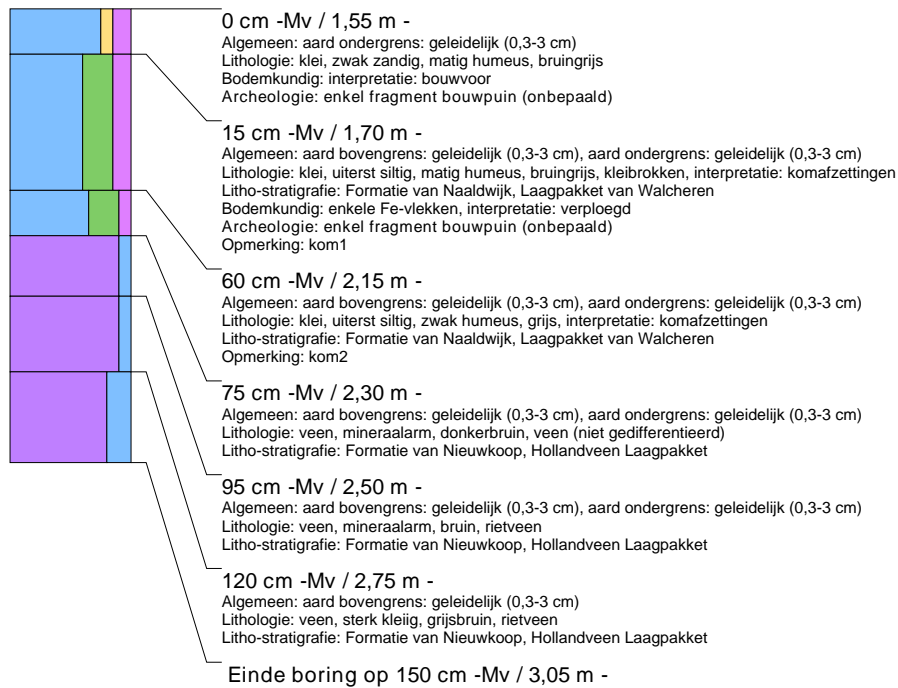 0 cm -Mv / 1,55 m -
Algemeen: aard ondergrens: geleidelijk (0,3-3 cm)
Lithologie: klei, zwak zandig, matig humeus, bruingrijs
Bodemkundig: interpretatie: bouwvoor
Archeologie: enkel fragment bouwpuin (onbepaald)
15 cm -Mv / 1,70 m -
Algemeen: aard bovengrens: geleidelijk (0,3-3 cm), aard ondergrens: geleidelijk (0,3-3 cm)
Lithologie: klei, uiterst siltig, matig humeus, bruingrijs, kleibrokken, interpretatie: komafzettingen
Litho-stratigrafie: Formatie van Naaldwijk, Laagpakket van Walcheren
Bodemkundig: enkele Fe-vlekken, interpretatie: verploegd
Archeologie: enkel fragment bouwpuin (onbepaald)
Opmerking: kom1
60 cm -Mv / 2,15 m -
Algemeen: aard bovengrens: geleidelijk (0,3-3 cm), aard ondergrens: geleidelijk (0,3-3 cm)
Lithologie: klei, uiterst siltig, zwak humeus, grijs, interpretatie: komafzettingen
Litho-stratigrafie: Formatie van Naaldwijk, Laagpakket van Walcheren
Opmerking: kom2
75 cm -Mv / 2,30 m -
Algemeen: aard bovengrens: geleidelijk (0,3-3 cm), aard ondergrens: geleidelijk (0,3-3 cm)
Lithologie: veen, mineraalarm, donkerbruin, veen (niet gedifferentieerd)
Litho-stratigrafie: Formatie van Nieuwkoop, Hollandveen Laagpakket
95 cm -Mv / 2,50 m -
Algemeen: aard bovengrens: geleidelijk (0,3-3 cm), aard ondergrens: geleidelijk (0,3-3 cm)
Lithologie: veen, mineraalarm, bruin, rietveen
Litho-stratigrafie: Formatie van Nieuwkoop, Hollandveen Laagpakket
120 cm -Mv / 2,75 m -
Algemeen: aard bovengrens: geleidelijk (0,3-3 cm)
Lithologie: veen, sterk kleiig, grijsbruin, rietveen
Litho-stratigrafie: Formatie van Nieuwkoop, Hollandveen Laagpakket
Einde boring op 150 cm -Mv / 3,05 m -